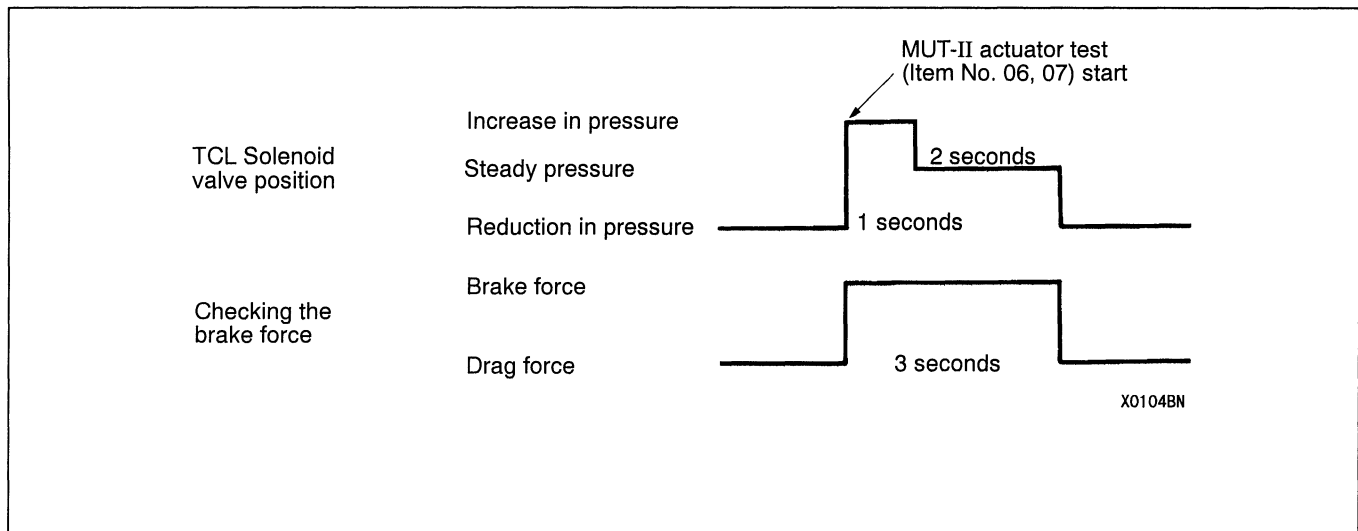 MUT-II actuator test
(Item No. 06, 07) start
Increase in pressure
TCL Solenoid
valve position
Steady pressure
2 seconds
Reduction in pressure
1 seconds
Brake force
Checking the
brake force
Drag force
3 seconds
X0104BN